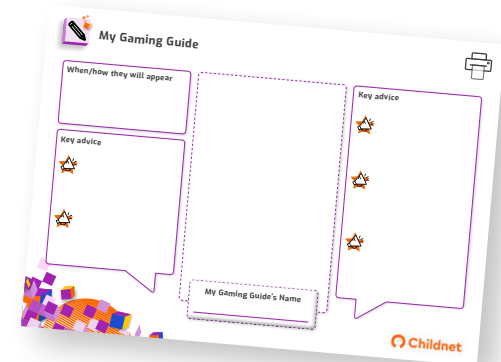 My Gaming Guide
When/how they will appear
Key advice
Key advice
My Gaming Guide's Name
Childnet